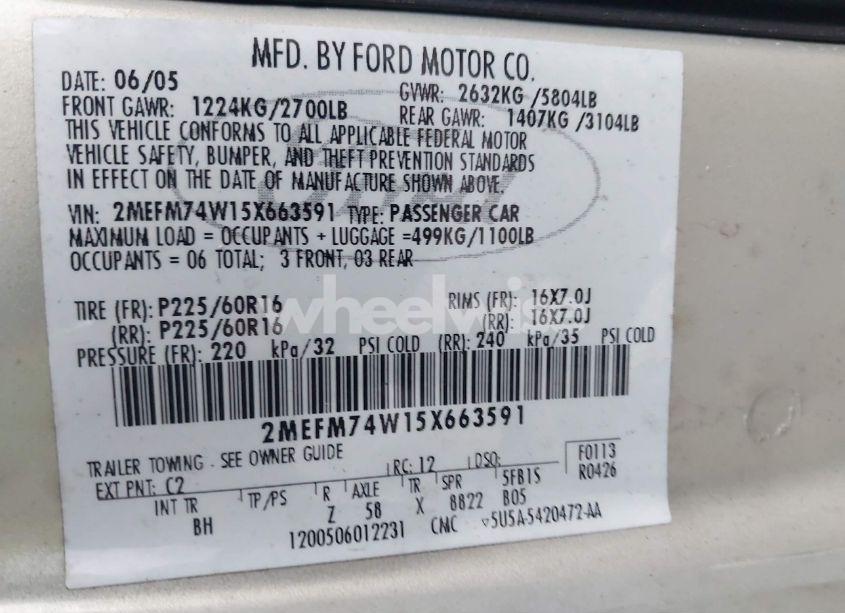 MFD. BY FORD MOTOR CO.
DATE: 06/05 GVWR: 2632KG /5804LB
FRONT GAWR: 1224KG/2700LB REAR GAWR: 1407KG /3104LB
THIS VEHICLE CONFORMS TO ALL APPLICABLE FEDERAL MOTOR
VEHICLE SAFETY, BUMPER, AND THEFT PREVENTION STANDARDS
IN EFFECT ON THE DATE OF MANUFACTURE SHOWN ABOVE.
VIN: 2MEFM74W15X663591 TYPE: PASSENGER CAR
MAXIMUM LOAD = OCCUPANTS + LUGGAGE =499KG/1100LB
OCCUPANTS = 06 TOTAL; 3 FRONT, 03 REAR
TIRE (FR): P225/60R16 RIMS (FR): 16X7.0J
(RR): P225/60R16 (RR): 16X7.0J
PRESSURE (FR): 220 kPa/32 PSI COLD (RR): 240 kPa/35 PSI COLD
2MEFM74W15X663591
TRAILER TOWING - SEE OWNER GUIDE
EXT PNT: C2 RC: 12 DSO: F0113
R0426
INT TR TP/PS R AXLE TR SPR 5FB15
BH Z 58 X 8822 B05
1200506012231 CMC 5U5A-5420472-AA